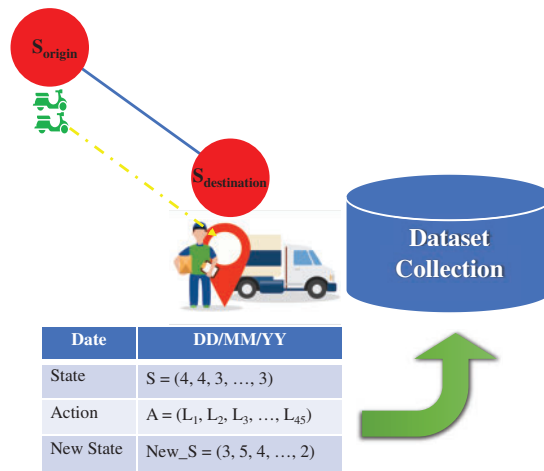 S_origin
S_destination
Dataset
Collection
Date DD/MM/YY
State S = (4, 4, 3, …, 3)
Action A = (L₁, L₂, L₃, …, L₄₅)
New State New_S = (3, 5, 4, …, 2)